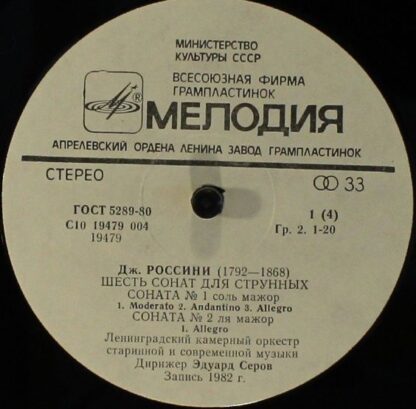 МИНИСТЕРСТВО
КУЛЬТУРЫ СССР
ВСЕСОЮЗНАЯ ФИРМА
ГРАМПЛАСТИНОК
® МЕЛОДИЯ
АПРЕЛЕВСКИЙ ОРДЕНА ЛЕНИНА ЗАВОД ГРАМПЛАСТИНОК
СТЕРЕО 33
ГОСТ 5289-80 1 (4)
С10 19479 004 Гр. 2. 1-20
19479
Дж. РОССИНИ (1792—1868)
ШЕСТЬ СОНАТ ДЛЯ СТРУННЫХ
СОНАТА № 1 соль мажор
1. Moderato 2. Andantino 3. Allegro
СОНАТА № 2 ля мажор
1. Allegro
Ленинградский камерный оркестр
старинной и современной музыки
Дирижер Эдуард Серов
Запись 1982 г.